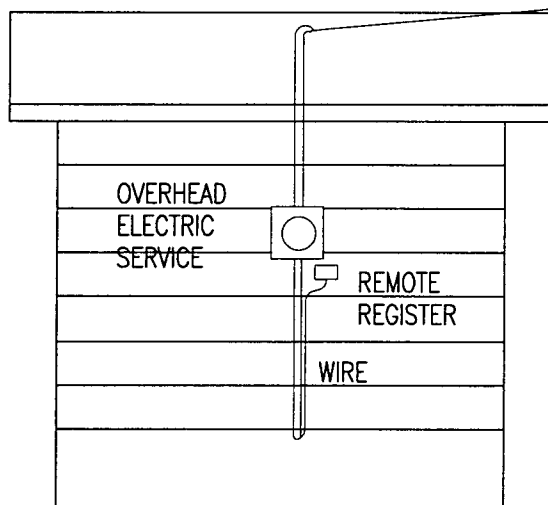 OVERHEAD
ELECTRIC
SERVICE
REMOTE
REGISTER
WIRE